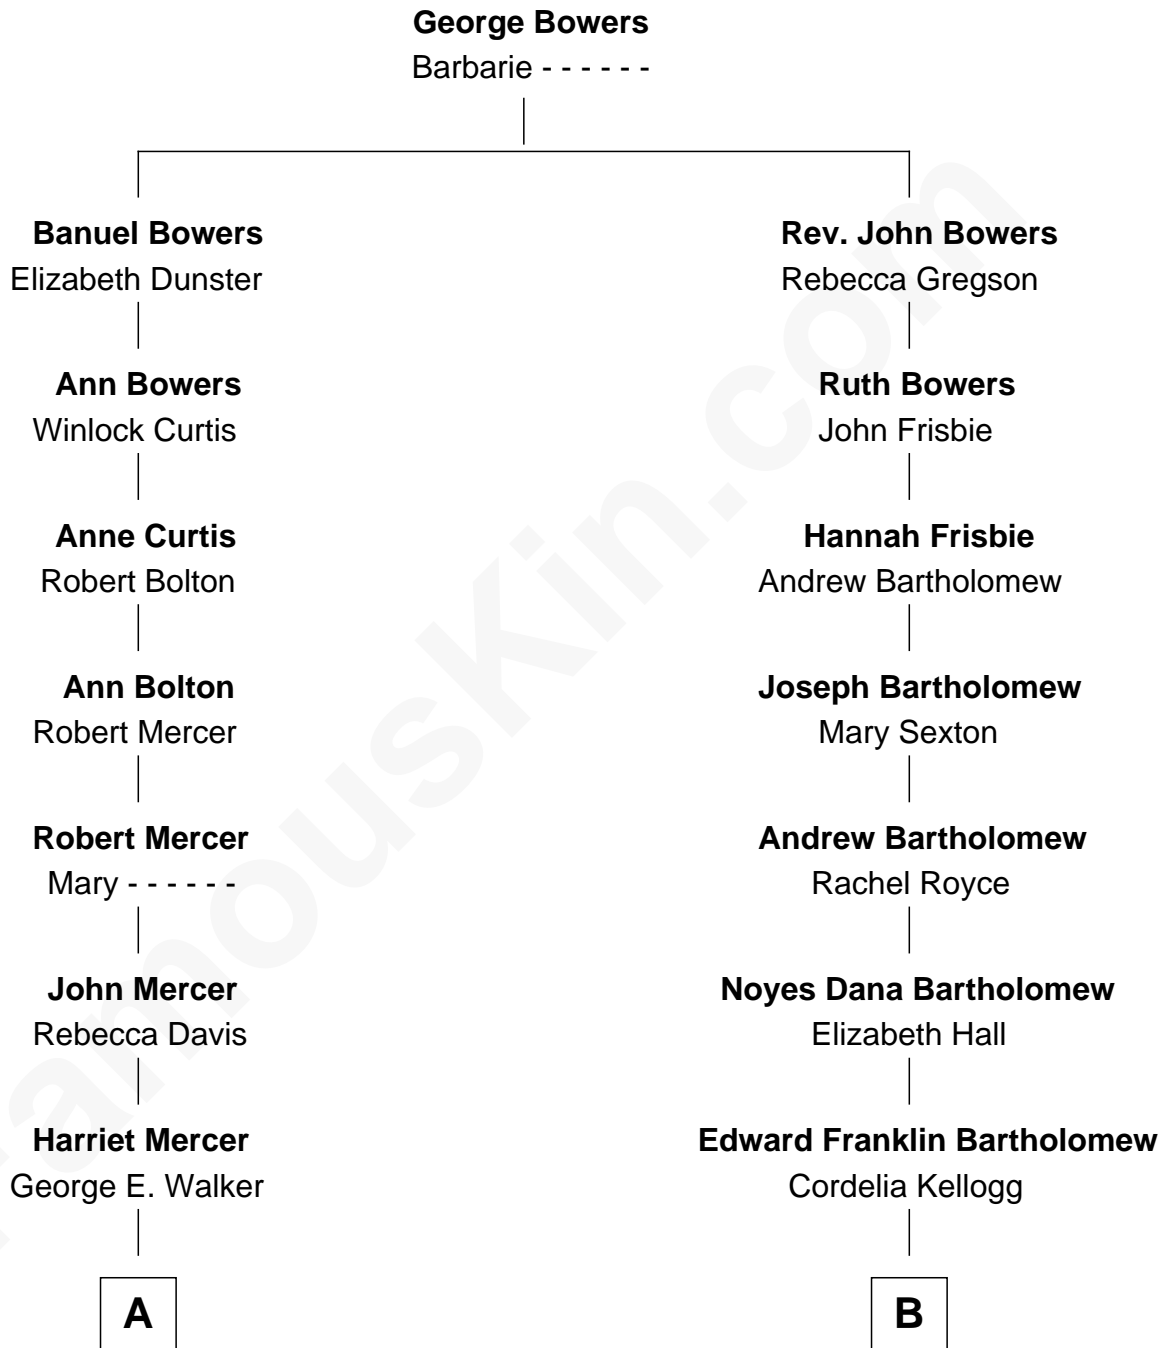 George Bowers
Barbarie - - - - - -
Banuel Bowers
Elizabeth Dunster
Rev. John Bowers
Rebecca Gregson
Ann Bowers
Winlock Curtis
Ruth Bowers
John Frisbie
Anne Curtis
Robert Bolton
Hannah Frisbie
Andrew Bartholomew
Ann Bolton
Robert Mercer
Joseph Bartholomew
Mary Sexton
Robert Mercer
Mary - - - - - -
Andrew Bartholomew
Rachel Royce
John Mercer
Rebecca Davis
Noyes Dana Bartholomew
Elizabeth Hall
Harriet Mercer
George E. Walker
Edward Franklin Bartholomew
Cordelia Kellogg
A
B
FamousKin.com